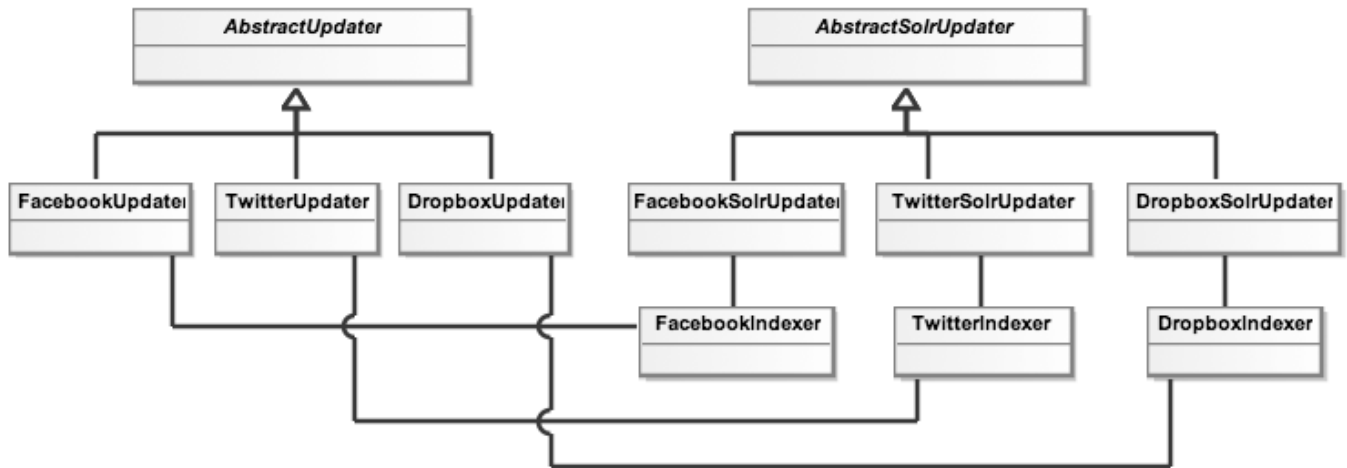 AbstractUpdater
AbstractSolrUpdater
FacebookUpdater
TwitterUpdater
DropboxUpdater
FacebookSolrUpdater
TwitterSolrUpdater
DropboxSolrUpdater
FacebookIndexer
TwitterIndexer
DropboxIndexer